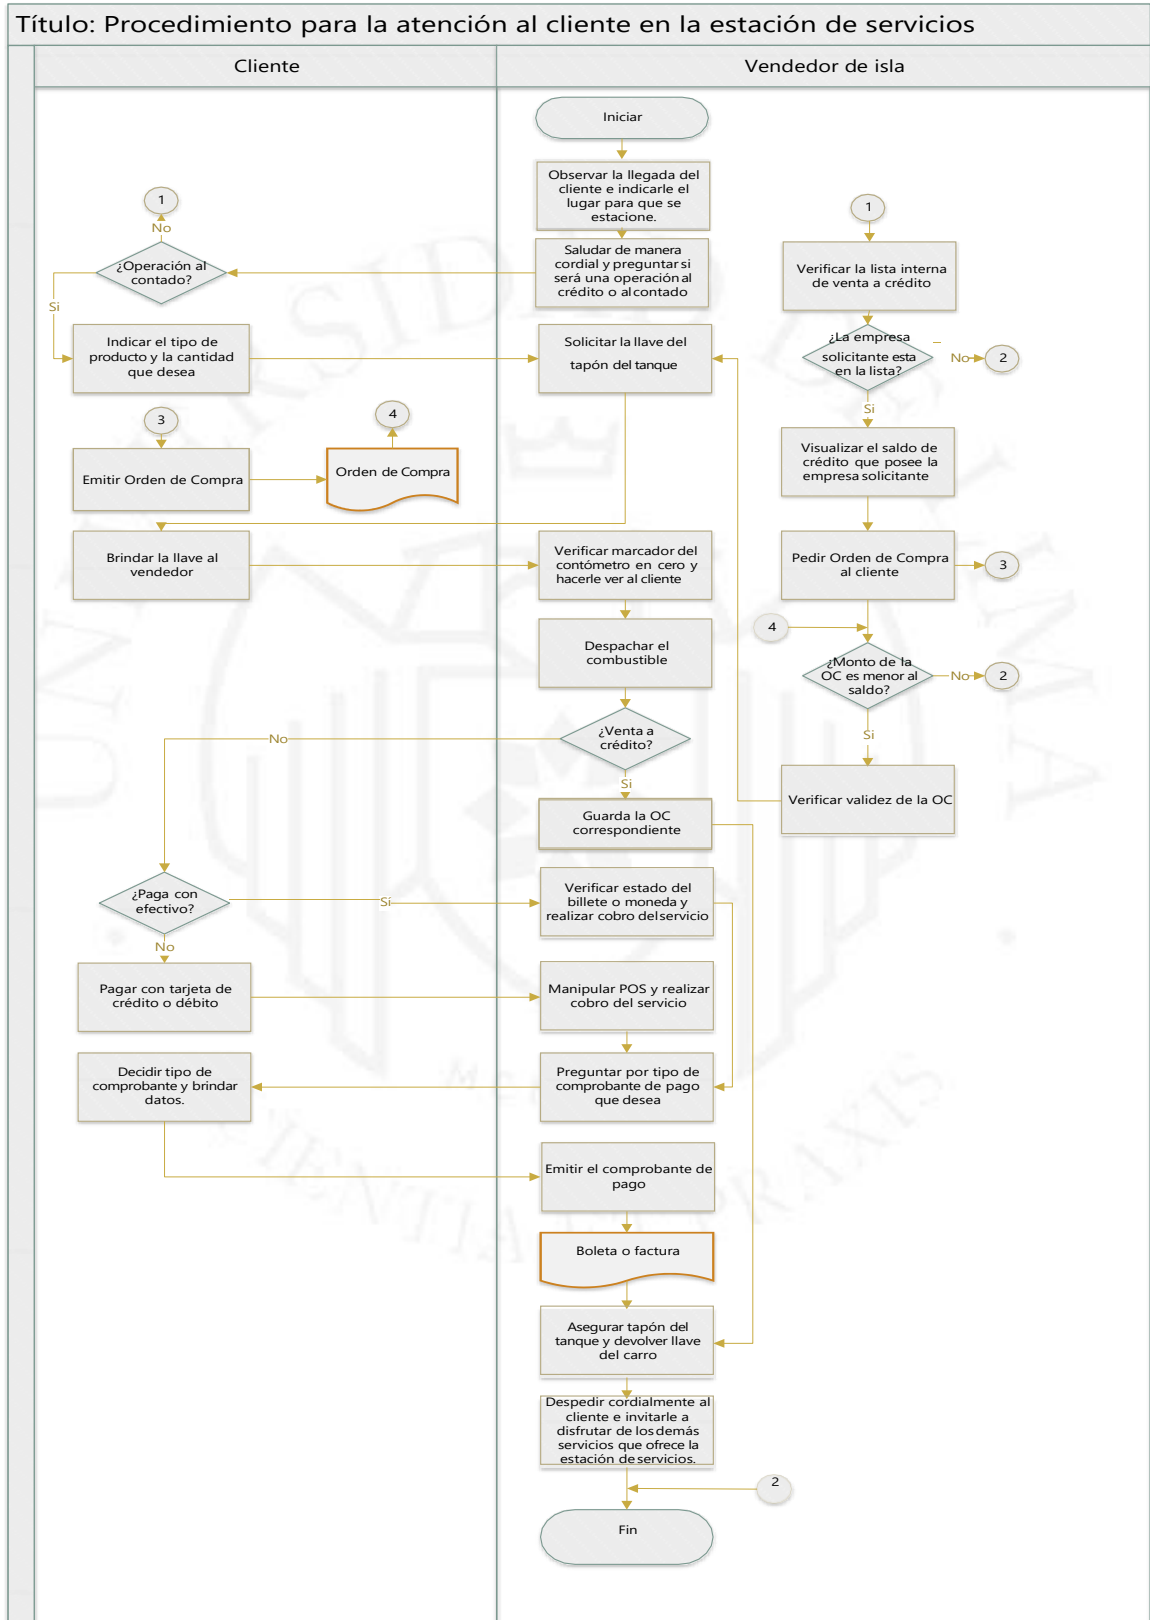 Título: Procedimiento para la atención al cliente en la estación de servicios
Cliente
Vendedor de isla
Iniciar
Observar la llegada del
cliente e indicarle el
lugar para que se
estacione.
1
No
1
¿Operación al
contado?
Saludar de manera
cordial y preguntar si
será una operación al
crédito o al contado
Verificar la lista interna
de venta a crédito
Si
Indicar el tipo de
producto y la cantidad
que desea
Solicitar la llave del
tapón del tanque
¿La empresa
solicitante esta
en la lista?
No
2
Si
3
4
Emitir Orden de Compra
Orden de Compra
Visualizar el saldo de
crédito que posee la
empresa solicitante
Brindar la llave al
vendedor
Verificar marcador del
contómetro en cero y
hacerle ver al cliente
Pedir Orden de Compra
al cliente
3
4
Despachar el
combustible
¿Monto de la
OC es menor al
saldo?
No
2
Si
No
¿Venta a
crédito?
Si
Guarda la OC
correspondiente
Verificar validez de la OC
¿Paga con
efectivo?
Sí
Verificar estado del
billete o moneda y
realizar cobro del servicio
No
Pagar con tarjeta de
crédito o débito
Manipular POS y realizar
cobro del servicio
Decidir tipo de
comprobante y brindar
datos.
Preguntar por tipo de
comprobante de pago
que desea
Emitir el comprobante de
pago
Boleta o factura
Asegurar tapón del
tanque y devolver llave
del carro
Despedir cordialmente al
cliente e invitarle a
disfrutar de los demás
servicios que ofrece la
estación de servicios.
2
Fin
UNIVERSIDAD DE LIMA
SCIENTIA ET PRAXIS